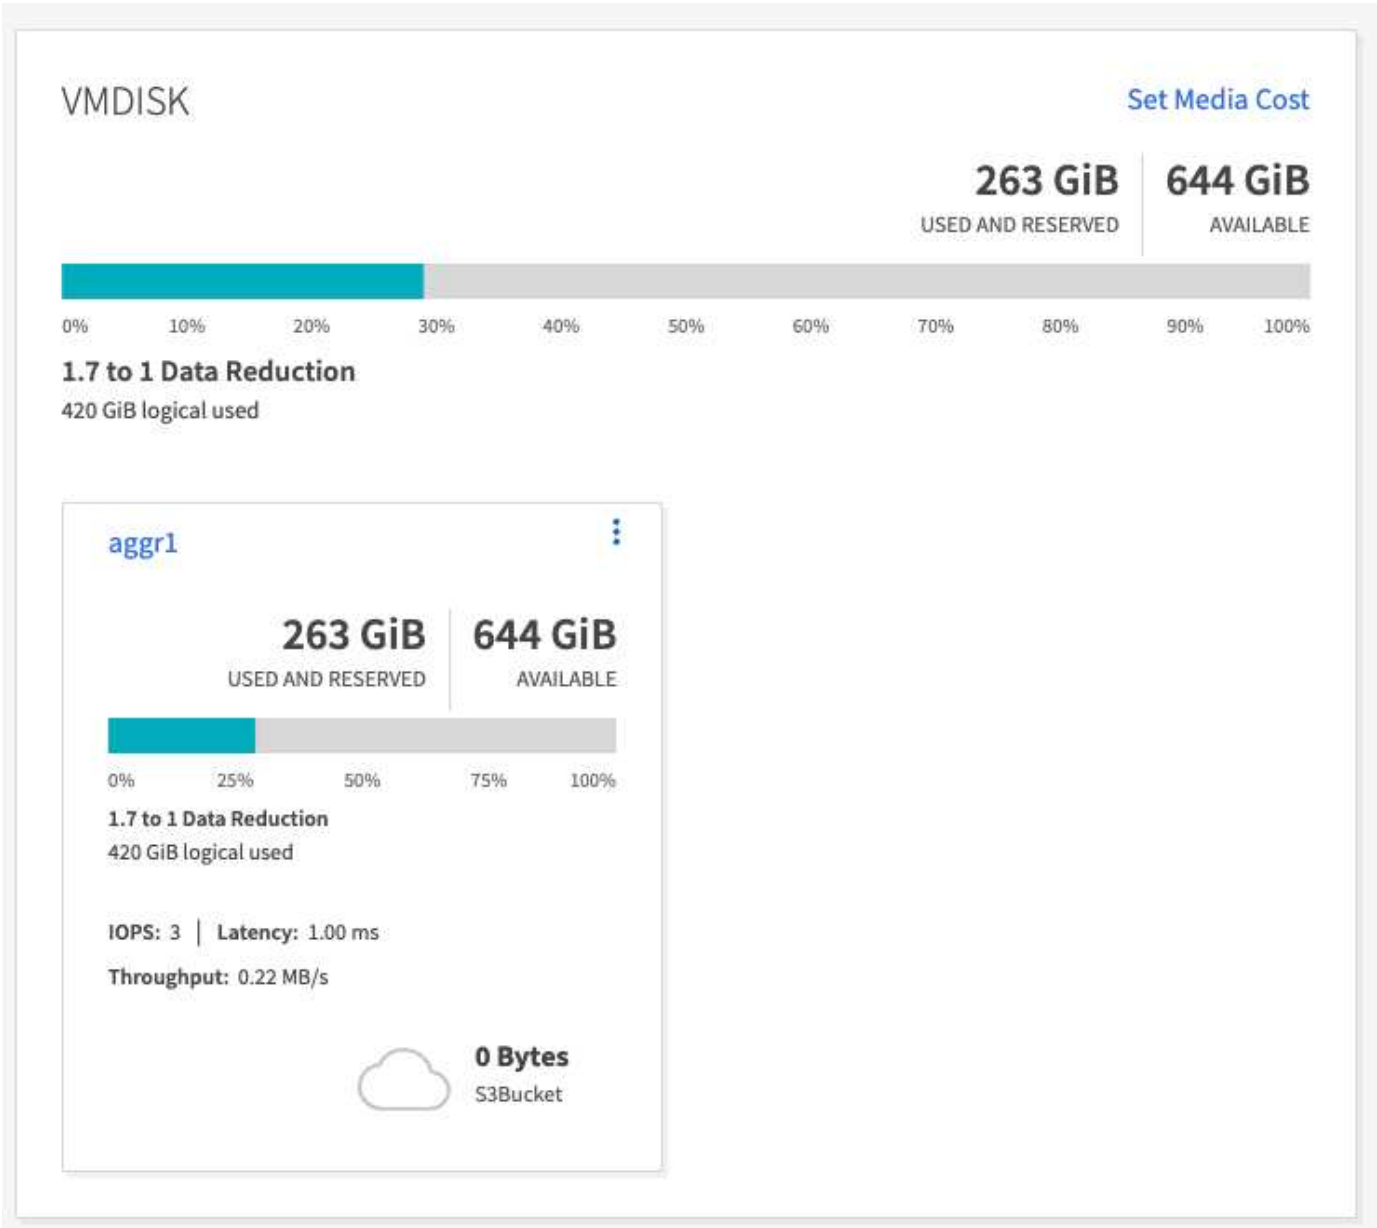 VMDISK
Set Media Cost
263 GiB 644 GiB
USED AND RESERVED AVAILABLE
0% 10% 20% 30% 40% 50% 60% 70% 80% 90% 100%
1.7 to 1 Data Reduction
420 GiB logical used
aggr1
263 GiB 644 GiB
USED AND RESERVED AVAILABLE
0% 25% 50% 75% 100%
1.7 to 1 Data Reduction
420 GiB logical used
IOPS: 3 | Latency: 1.00 ms
Throughput: 0.22 MB/s
0 Bytes
S3Bucket